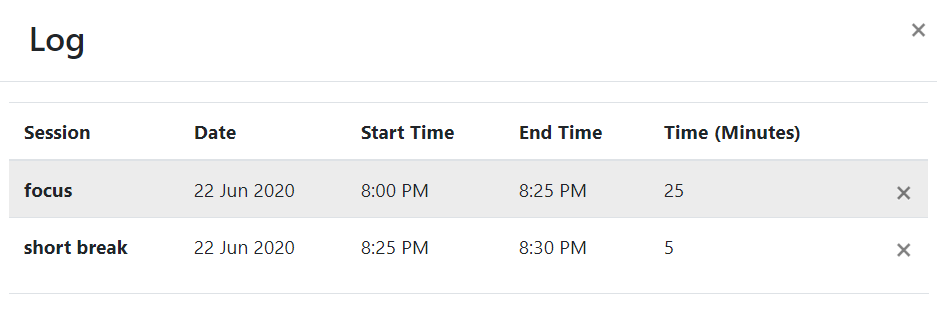 Log
Session Date Start Time End Time Time (Minutes)
focus 22 Jun 2020 8:00 PM 8:25 PM 25
short break 22 Jun 2020 8:25 PM 8:30 PM 5